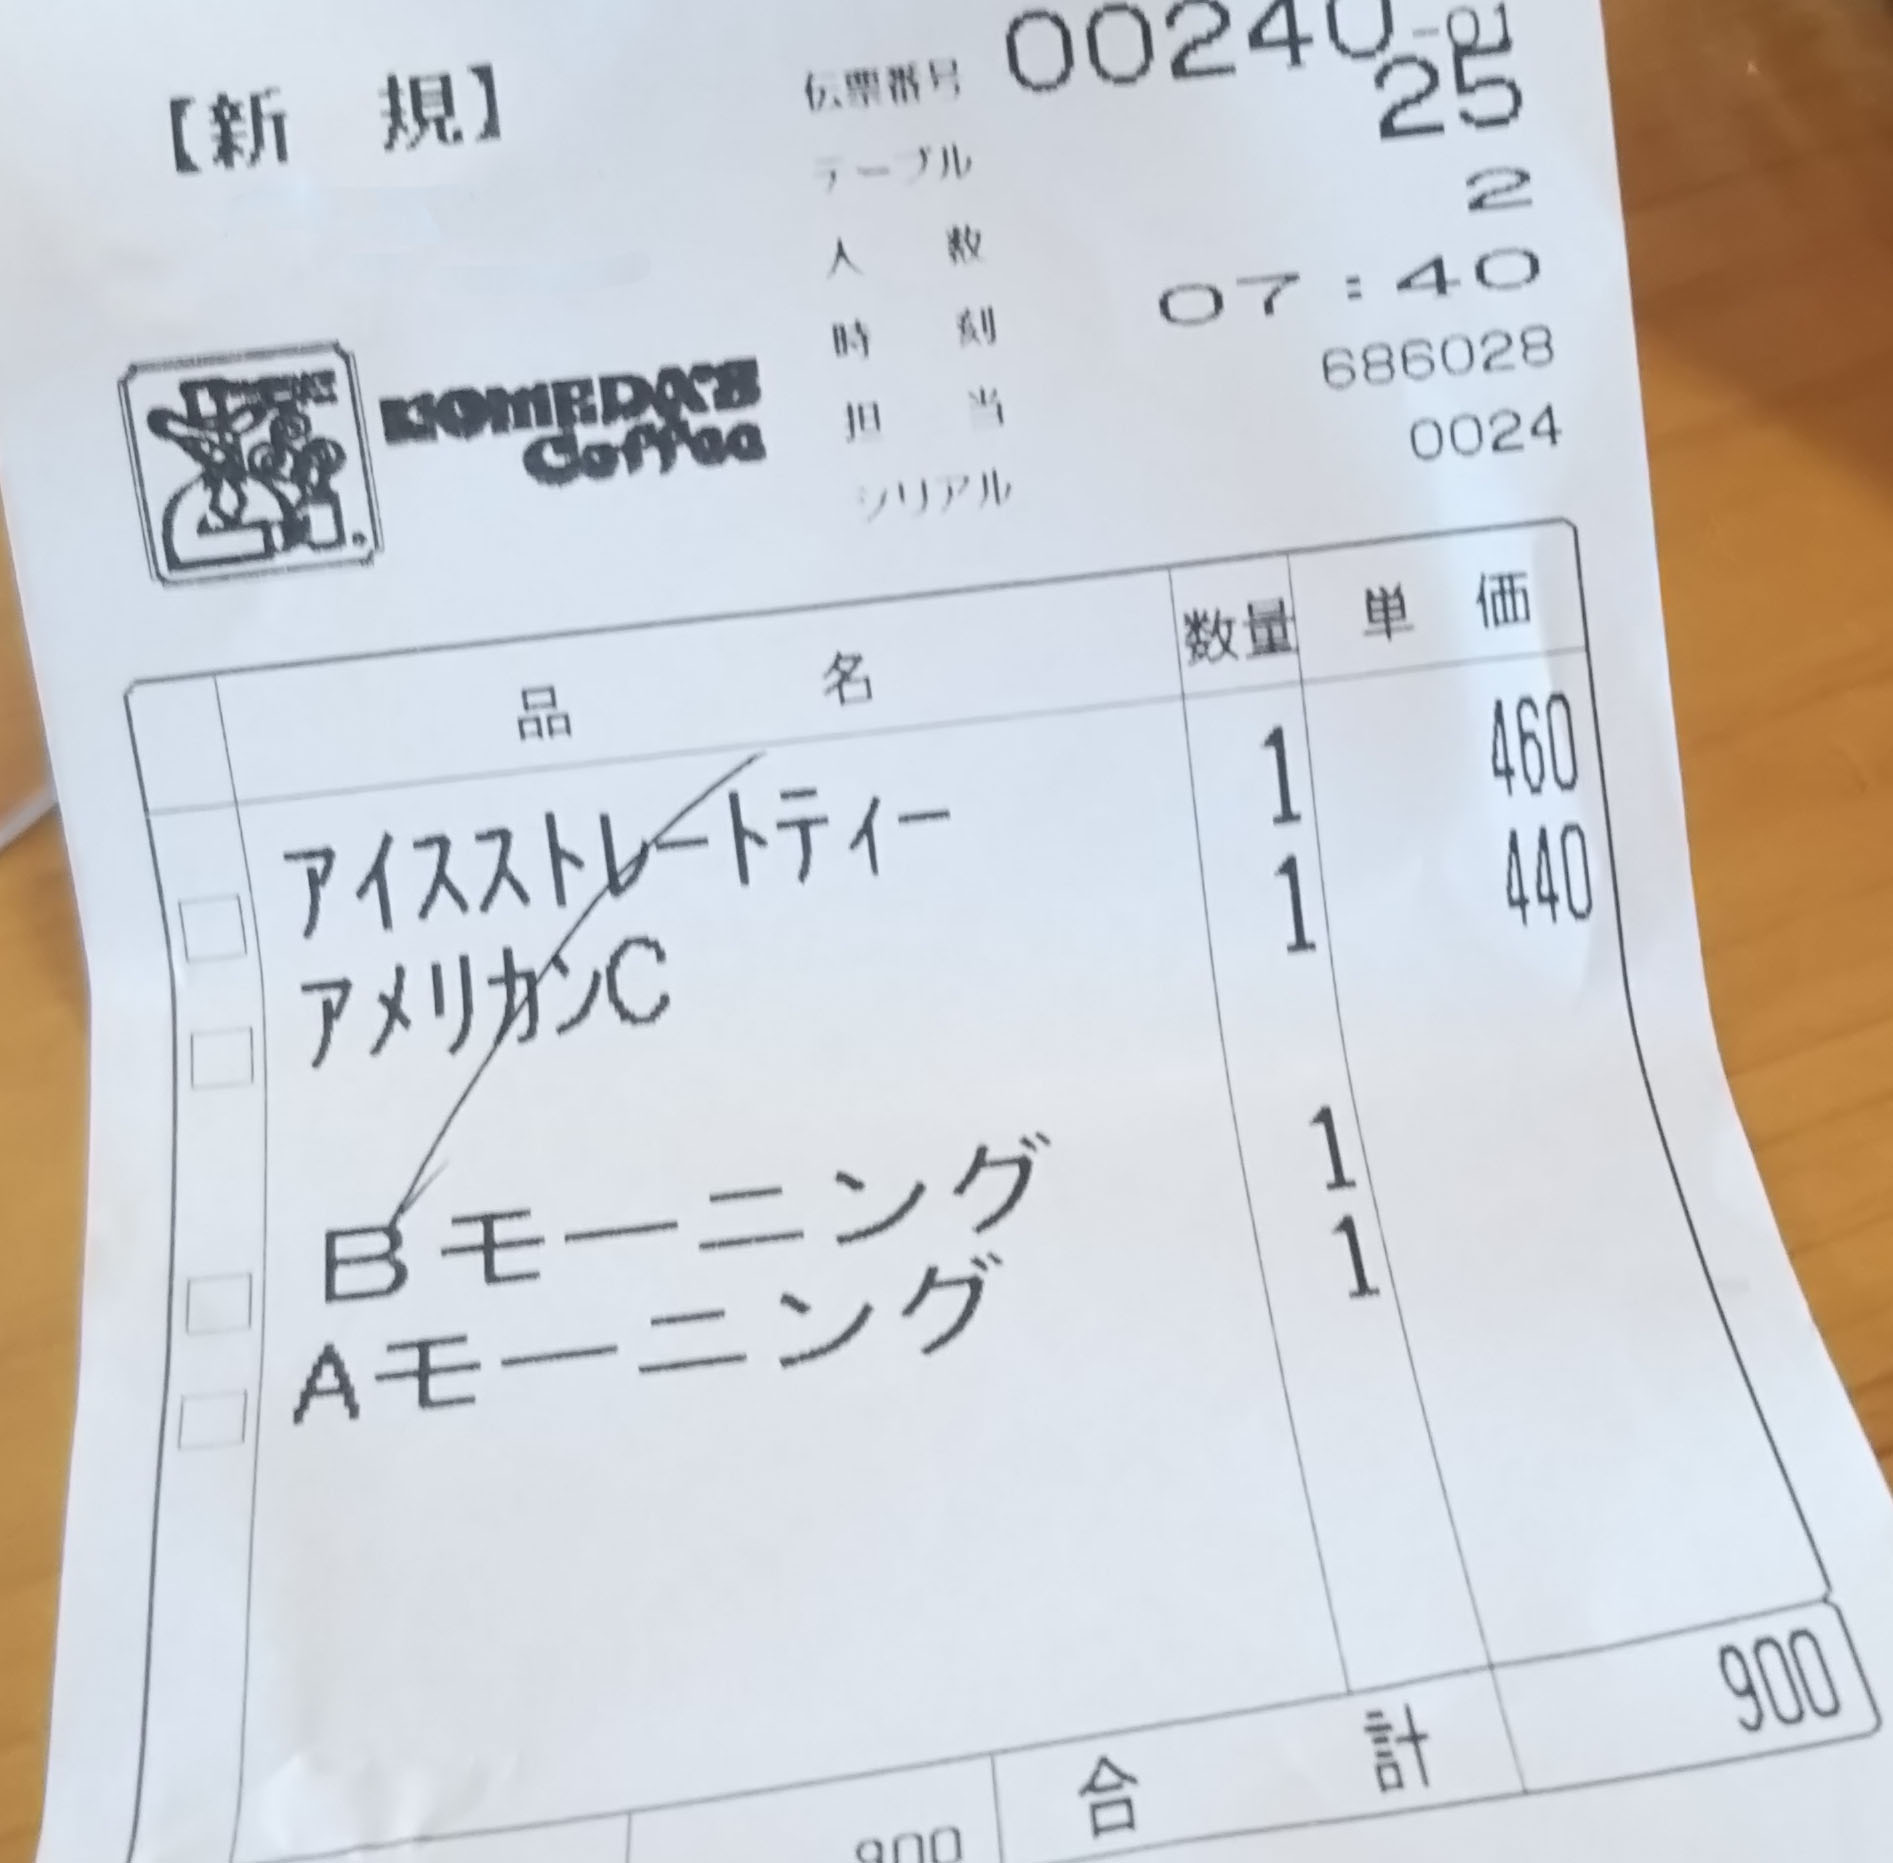 【新 規】
伝票番号 00240-01
テーブル 25
人数 2
時刻 07:40
担当 686028
シリアル 0024
KOMEDA'S
Coffee
品名 数量 単価
アイスストレートティー 1 460
アメリカンC 1 440
Bモーニング 1
Aモーニング 1
合計 900
900